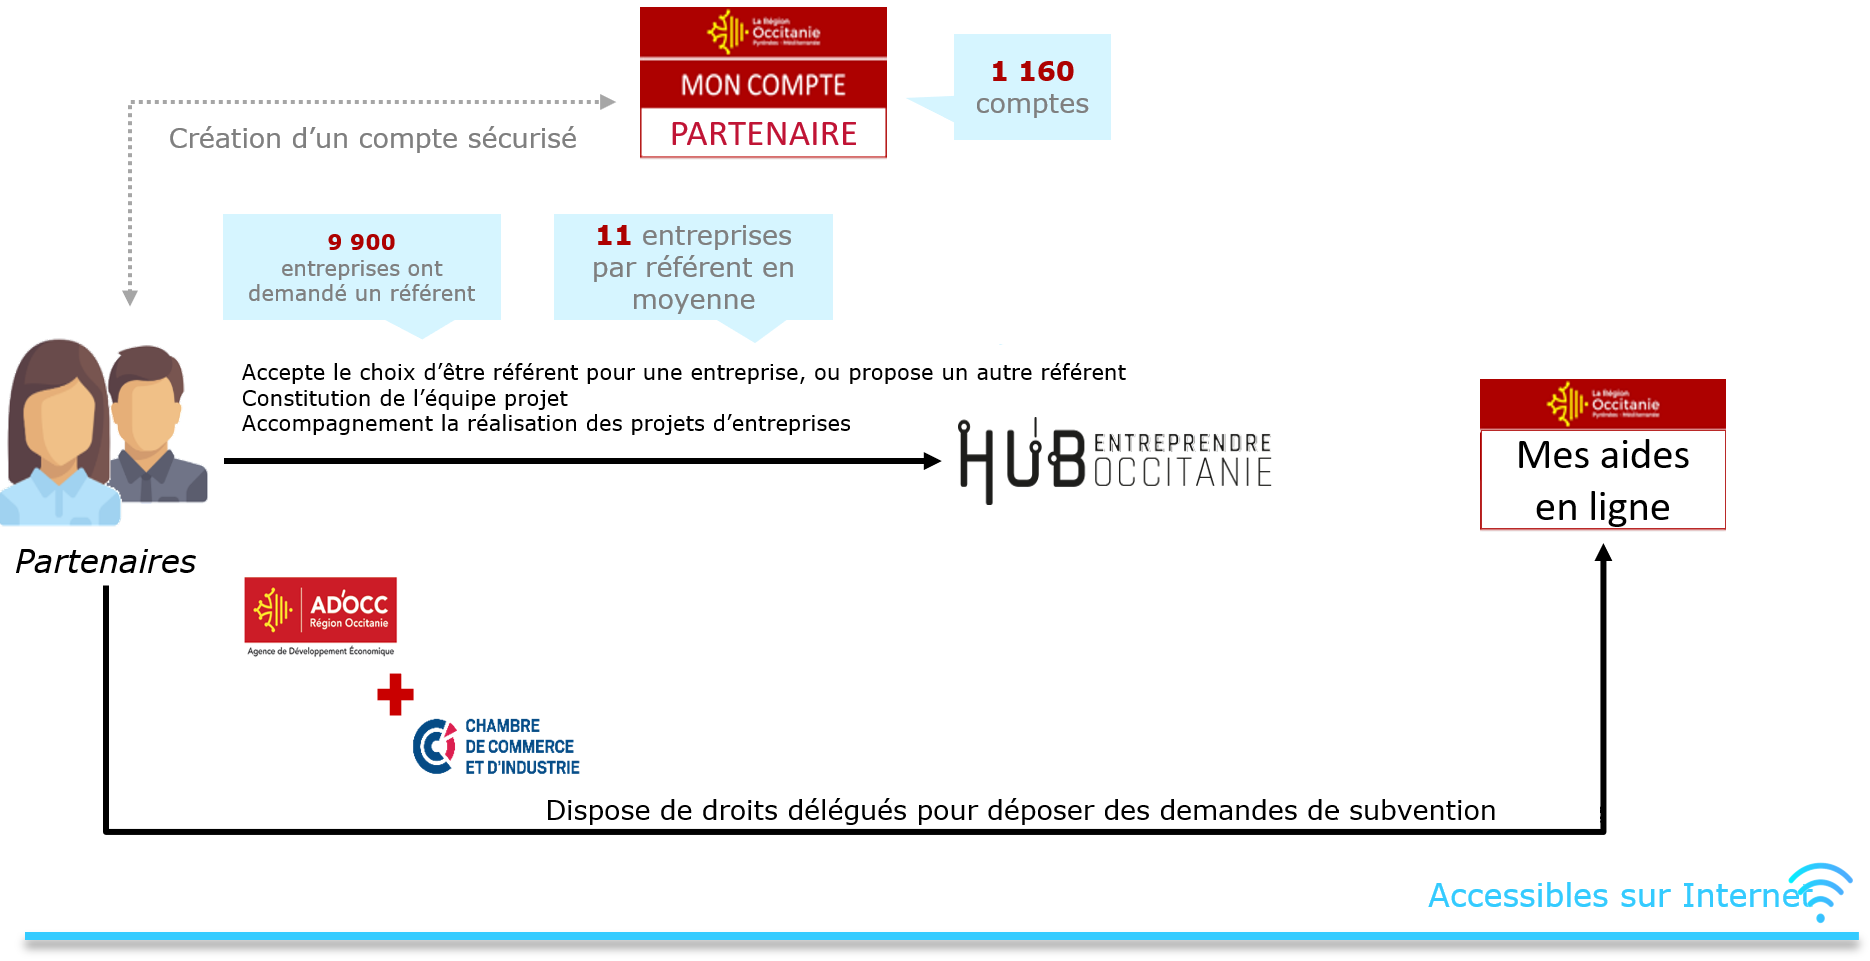 La Région
Occitanie
Pyrénées - Méditerranée
MON COMPTE
PARTENAIRE
1 160
comptes
Création d’un compte sécurisé
9 900
entreprises ont
demandé un référent
11 entreprises
par référent en
moyenne
Accepte le choix d’être référent pour une entreprise, ou propose un autre référent
Constitution de l’équipe projet
Accompagnement la réalisation des projets d’entreprises
HUB
ENTREPRENDRE
OCCITANIE
La Région
Occitanie
Pyrénées - Méditerranée
Mes aides
en ligne
Partenaires
AD'OCC
Région Occitanie
Agence de Développement Économique
CHAMBRE
DE COMMERCE
ET D'INDUSTRIE
Dispose de droits délégués pour déposer des demandes de subvention
Accessibles sur Internet